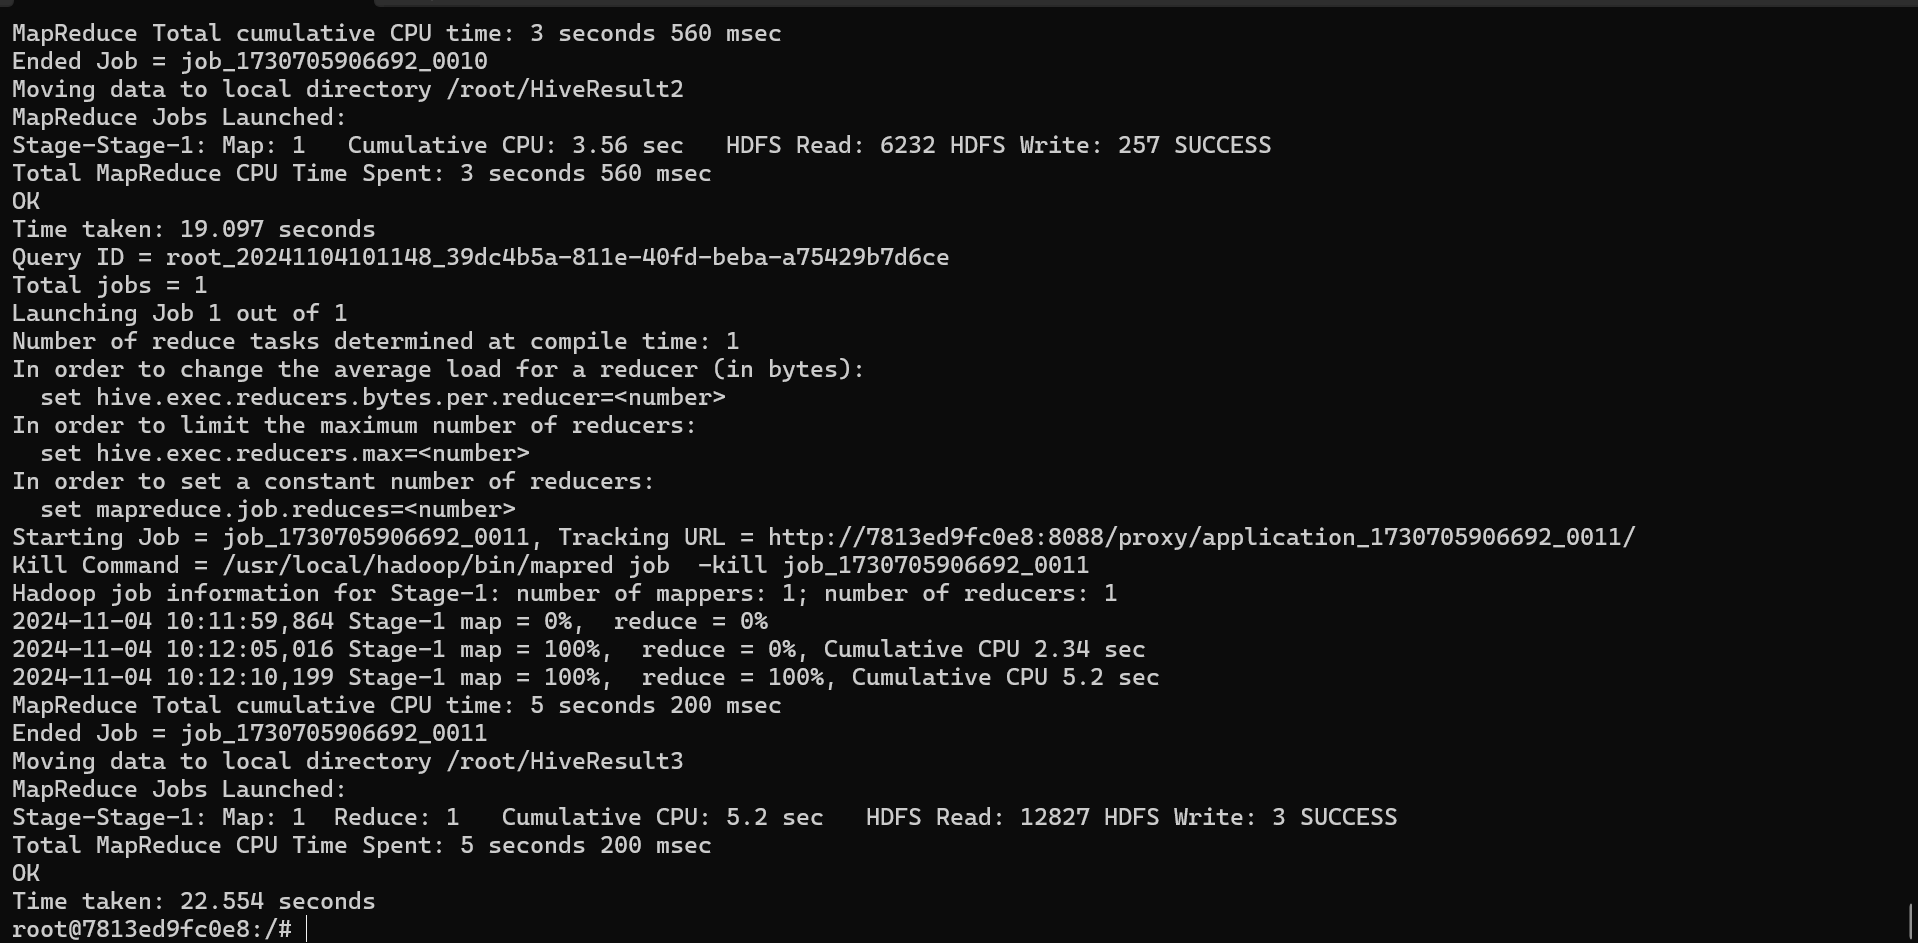 MapReduce Total cumulative CPU time: 3 seconds 560 msec
Ended Job = job_1730705906692_0010
Moving data to local directory /root/HiveResult2
MapReduce Jobs Launched:
Stage-Stage-1: Map: 1   Cumulative CPU: 3.56 sec   HDFS Read: 6232 HDFS Write: 257 SUCCESS
Total MapReduce CPU Time Spent: 3 seconds 560 msec
OK
Time taken: 19.097 seconds
Query ID = root_20241104101148_39dc4b5a-811e-40fd-beba-a75429b7d6ce
Total jobs = 1
Launching Job 1 out of 1
Number of reduce tasks determined at compile time: 1
In order to change the average load for a reducer (in bytes):
  set hive.exec.reducers.bytes.per.reducer=<number>
In order to limit the maximum number of reducers:
  set hive.exec.reducers.max=<number>
In order to set a constant number of reducers:
  set mapreduce.job.reduces=<number>
Starting Job = job_1730705906692_0011, Tracking URL = http://7813ed9fc0e8:8088/proxy/application_1730705906692_0011/
Kill Command = /usr/local/hadoop/bin/mapred job  -kill job_1730705906692_0011
Hadoop job information for Stage-1: number of mappers: 1; number of reducers: 1
2024-11-04 10:11:59,864 Stage-1 map = 0%,  reduce = 0%
2024-11-04 10:12:05,016 Stage-1 map = 100%,  reduce = 0%, Cumulative CPU 2.34 sec
2024-11-04 10:12:10,199 Stage-1 map = 100%,  reduce = 100%, Cumulative CPU 5.2 sec
MapReduce Total cumulative CPU time: 5 seconds 200 msec
Ended Job = job_1730705906692_0011
Moving data to local directory /root/HiveResult3
MapReduce Jobs Launched:
Stage-Stage-1: Map: 1  Reduce: 1   Cumulative CPU: 5.2 sec   HDFS Read: 12827 HDFS Write: 3 SUCCESS
Total MapReduce CPU Time Spent: 5 seconds 200 msec
OK
Time taken: 22.554 seconds
root@7813ed9fc0e8:/#